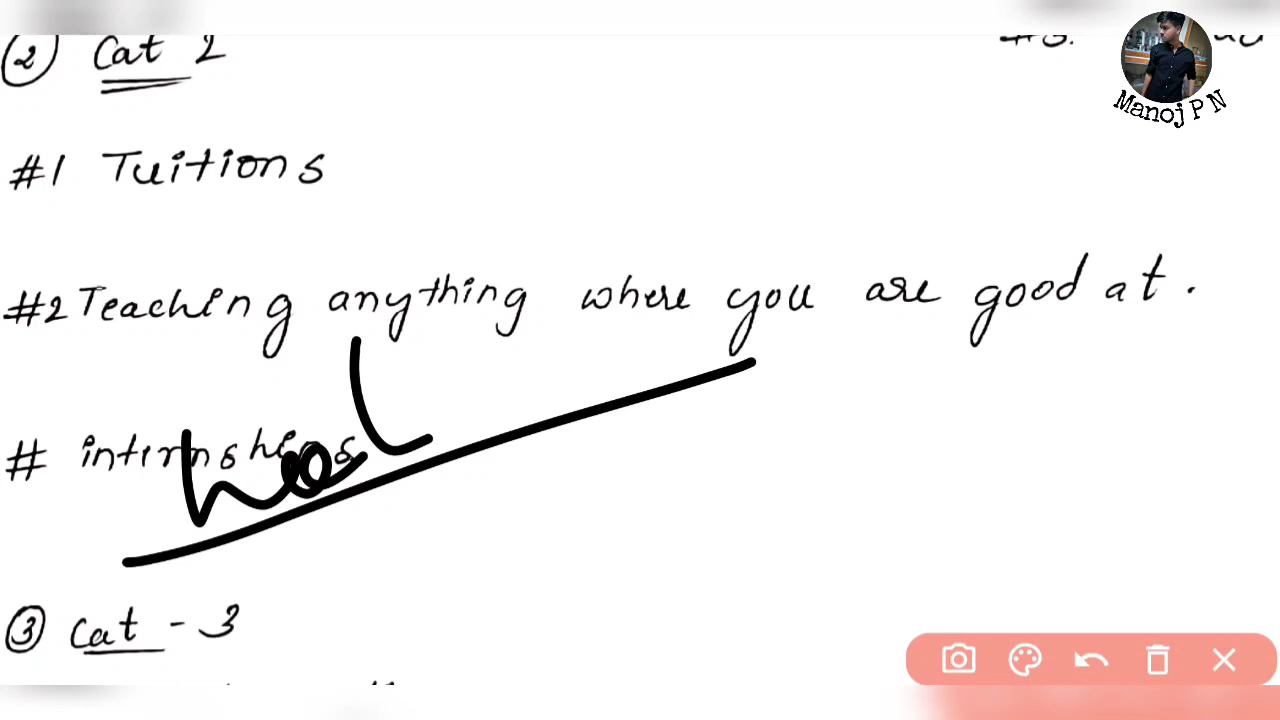 ② Cat 2
Manoj P N
#1 Tuitions
#2 Teaching anything where you are good at.
# internships
③ Cat - 3